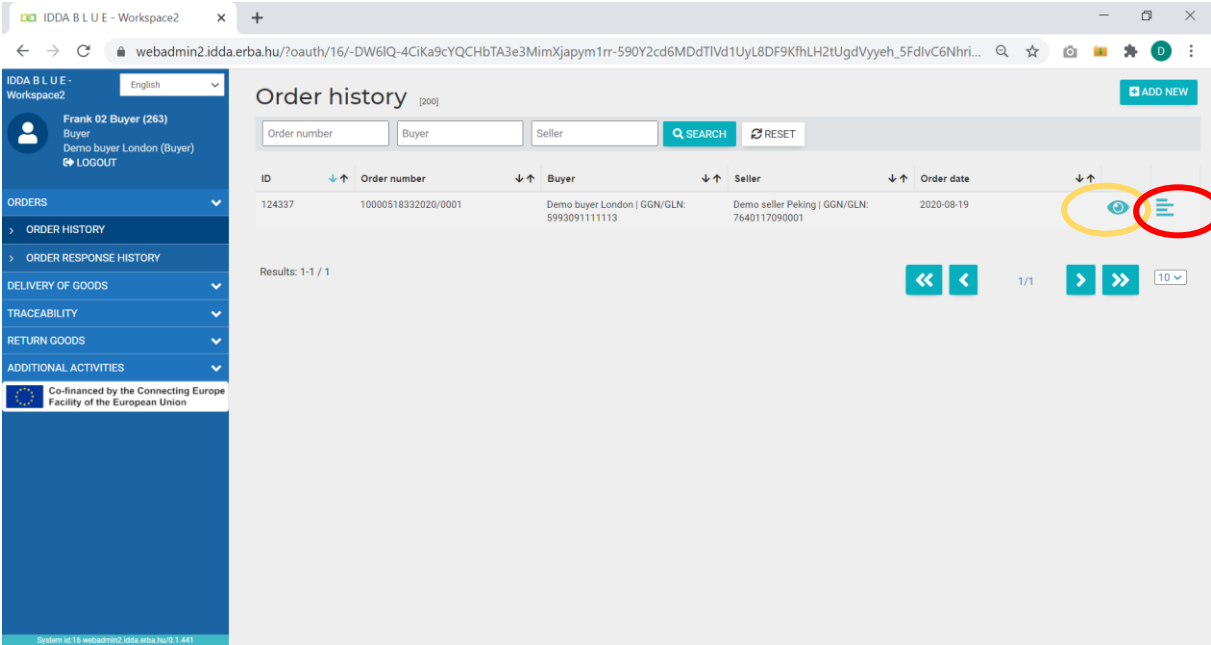 IDDA B L U E - Workspace2
webadmin2.idda.erba.hu/?oauth/16/-DW6lQ-4CiKa9cYQCHbTA3e3MimXjapym1rr-590Y2cd6MDdTlVd1UyL8DF9KfhLH2tUgdVyyeh_5FdlvC6Nhri...
D
IDDA B L U E -
Workspace2
English
Frank 02 Buyer (263)
Buyer
Demo buyer London (Buyer)
LOGOUT
ORDERS
> ORDER HISTORY
> ORDER RESPONSE HISTORY
DELIVERY OF GOODS
TRACEABILITY
RETURN GOODS
ADDITIONAL ACTIVITIES
Co-financed by the Connecting Europe
Facility of the European Union
System id:16 webadmin2.idda.erba.hu/0.1.441
Order history [200]
ADD NEW
Order number Buyer Seller SEARCH RESET
ID Order number Buyer Seller Order date
124337 10000518332020/0001 Demo buyer London | GGN/GLN: Demo seller Peking | GGN/GLN: 2020-08-19
5993091111113 7640117090001
Results: 1-1 / 1
1/1
10